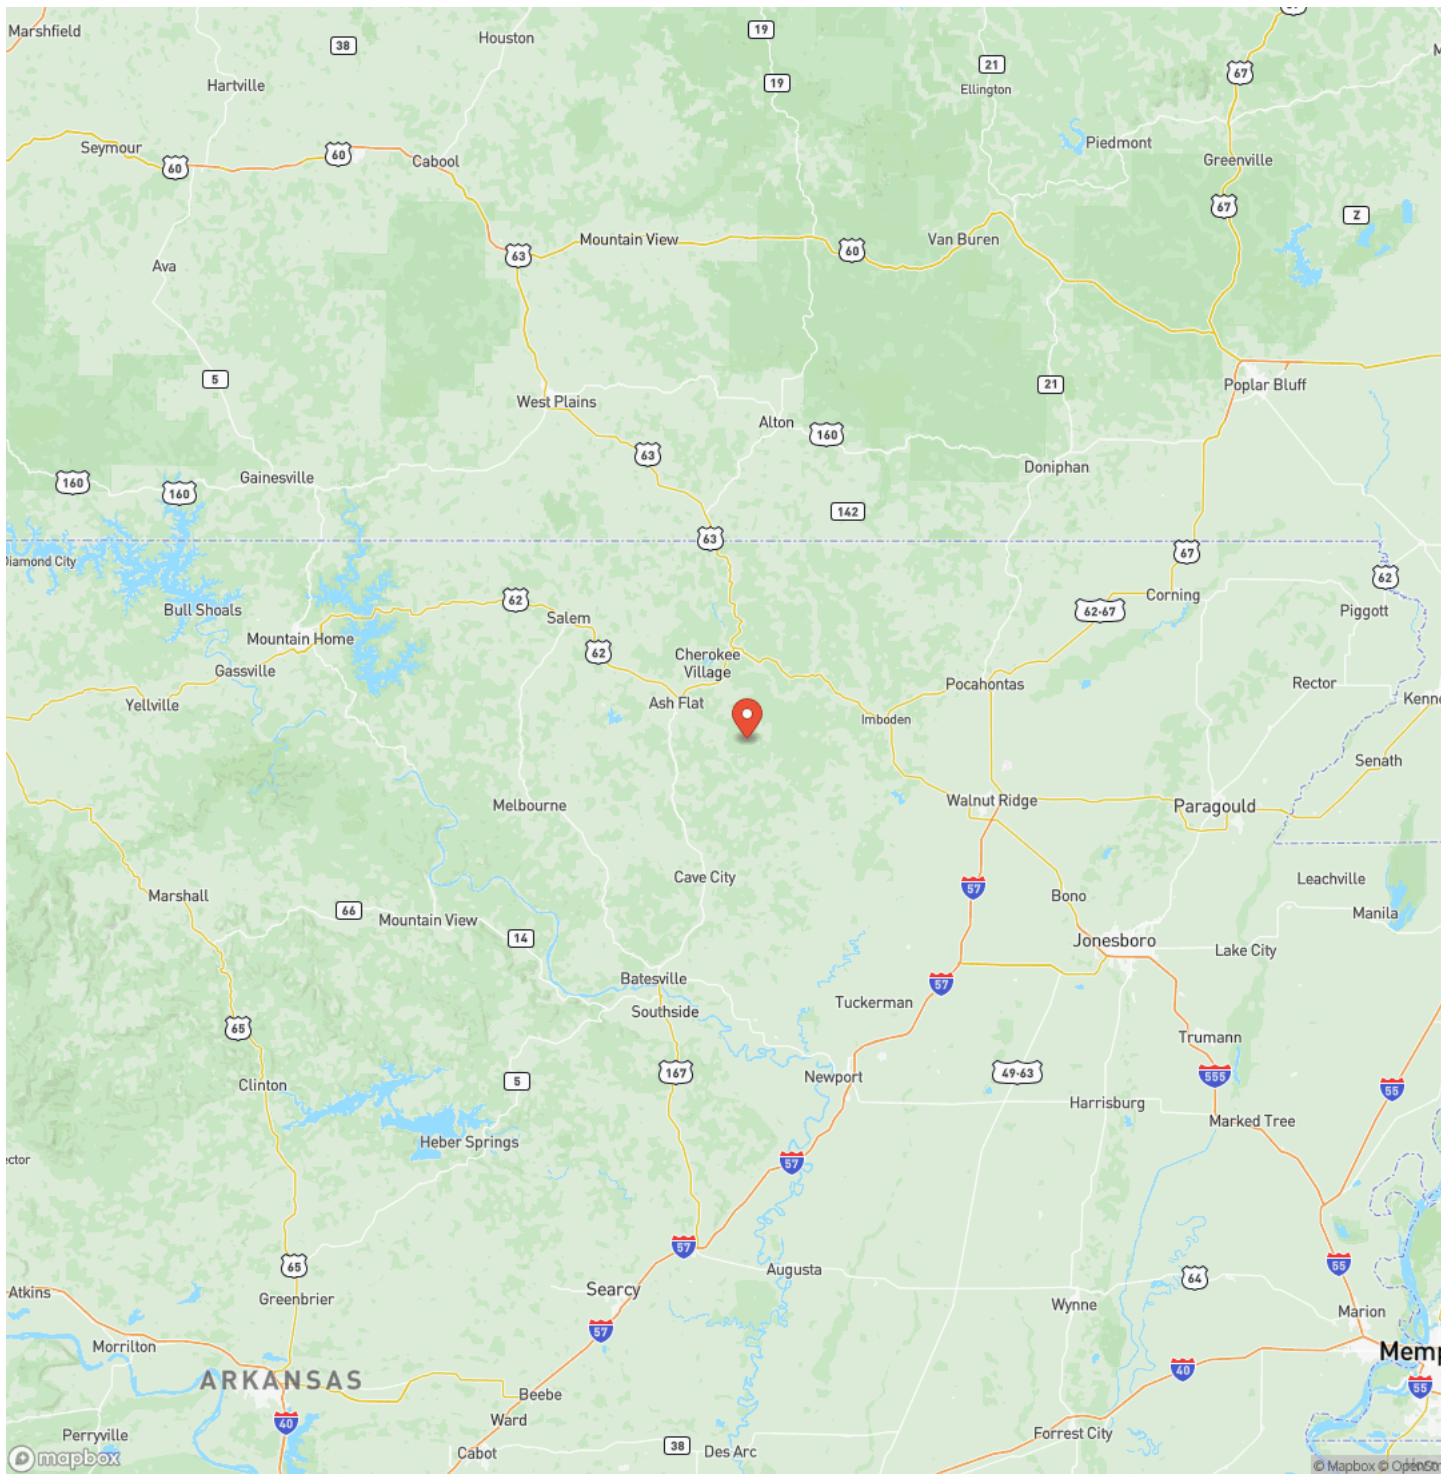 Marshfield
38
Houston
19
21
67
Hartville
19
Ellington
67
Seymour
60
60
Cabool
Piedmont
Greenville
67
Z
63
Mountain View
60
Van Buren
Ava
5
West Plains
Alton
160
21
Poplar Bluff
63
Doniphan
160
160
Gainesville
142
63
67
Diamond City
62
Bull Shoals
62
Salem
62-67
Corning
Piggott
Mountain Home
62
Cherokee
Village
Gassville
Pocahontas
Rector
Yellville
Ash Flat
Imboden
Kenne
Senath
Melbourne
Walnut Ridge
Paragould
Marshall
66
Mountain View
Cave City
57
Bono
Leachville
Manila
14
Jonesboro
Lake City
Batesville
57
Southside
Tuckerman
65
Trumann
Clinton
5
167
Newport
49-63
555
55
Harrisburg
Marked Tree
Heber Springs
ector
57
57
65
Augusta
64
55
Atkins
Greenbrier
Searcy
Wynne
Marion
57
Morrilton
Memp
ARKANSAS
40
55
Beebe
40
Ward
Perryville
38
Forrest City
Cabot
Des Arc
mapbox
© Mapbox © OpenStr